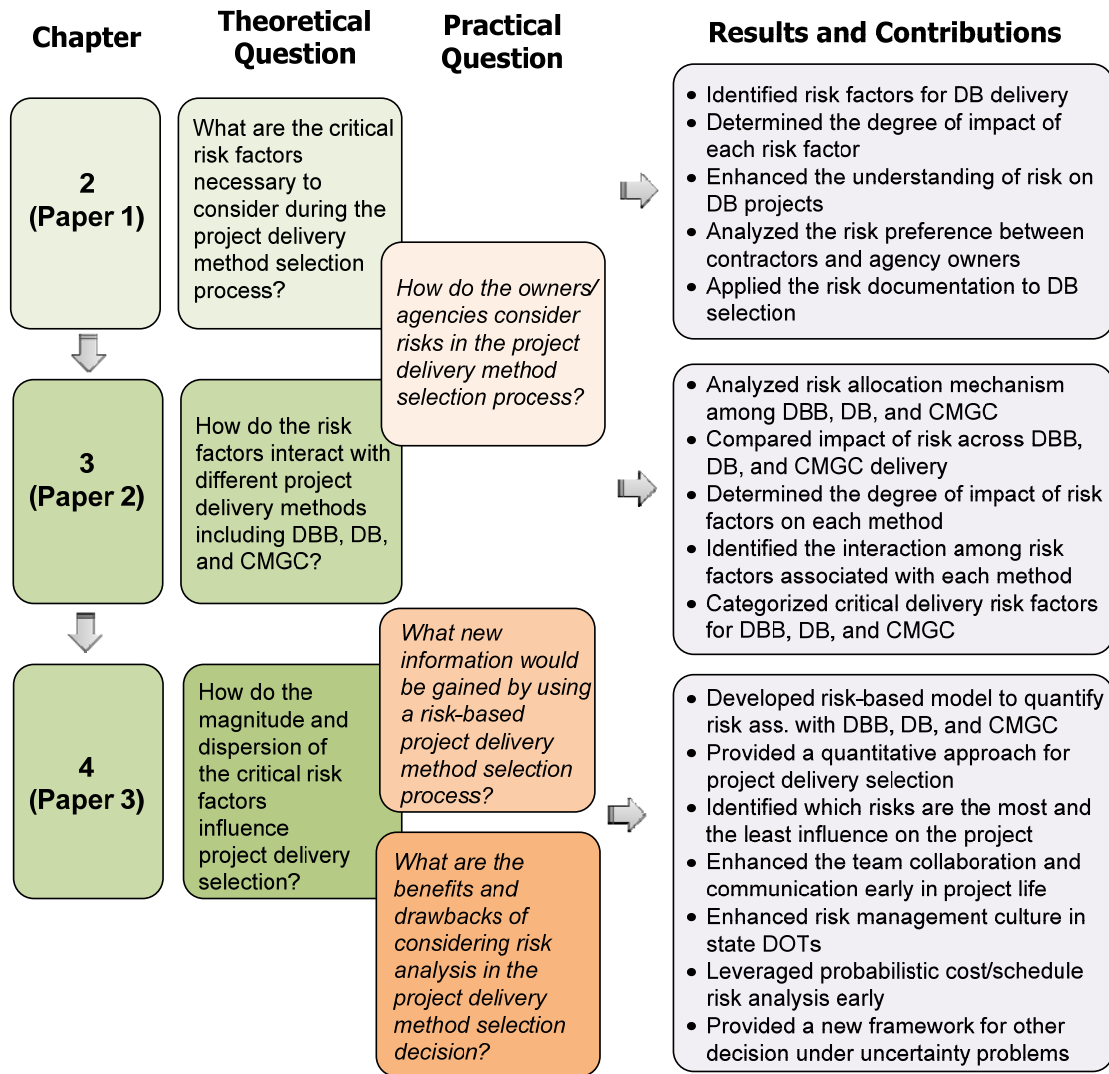 Chapter
Theoretical
Question
Practical
Question
Results and Contributions
2
(Paper 1)
What are the critical
risk factors
necessary to
consider during the
project delivery
method selection
process?
How do the owners/
agencies consider
risks in the project
delivery method
selection process?
• Identified risk factors for DB delivery
• Determined the degree of impact of
each risk factor
• Enhanced the understanding of risk on
DB projects
• Analyzed the risk preference between
contractors and agency owners
• Applied the risk documentation to DB
selection
3
(Paper 2)
How do the risk
factors interact with
different project
delivery methods
including DBB, DB,
and CMGC?
• Analyzed risk allocation mechanism
among DBB, DB, and CMGC
• Compared impact of risk across DBB,
DB, and CMGC delivery
• Determined the degree of impact of risk
factors on each method
• Identified the interaction among risk
factors associated with each method
• Categorized critical delivery risk factors
for DBB, DB, and CMGC
4
(Paper 3)
How do the
magnitude and
dispersion of
the critical risk
factors
influence
project delivery
selection?
What new
information would
be gained by using
a risk-based
project delivery
method selection
process?
What are the
benefits and
drawbacks of
considering risk
analysis in the
project delivery
method selection
decision?
• Developed risk-based model to quantify
risk ass. with DBB, DB, and CMGC
• Provided a quantitative approach for
project delivery selection
• Identified which risks are the most and
the least influence on the project
• Enhanced the team collaboration and
communication early in project life
• Enhanced risk management culture in
state DOTs
• Leveraged probabilistic cost/schedule
risk analysis early
• Provided a new framework for other
decision under uncertainty problems